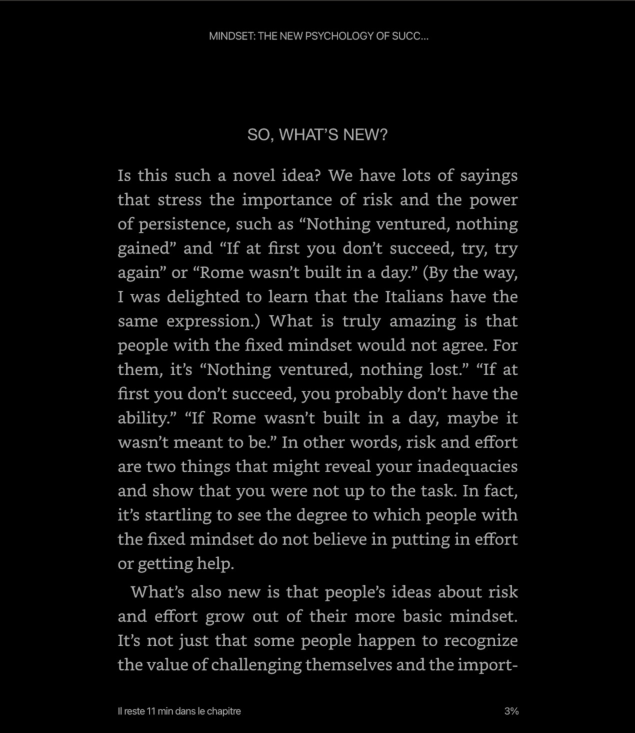 MINDSET: THE NEW PSYCHOLOGY OF SUCC...
SO, WHAT’S NEW?
Is this such a novel idea? We have lots of sayings
that stress the importance of risk and the power
of persistence, such as “Nothing ventured, nothing
gained” and “If at first you don’t succeed, try, try
again” or “Rome wasn’t built in a day.” (By the way,
I was delighted to learn that the Italians have the
same expression.) What is truly amazing is that
people with the fixed mindset would not agree. For
them, it’s “Nothing ventured, nothing lost.” “If at
first you don’t succeed, you probably don’t have the
ability.” “If Rome wasn’t built in a day, maybe it
wasn’t meant to be.” In other words, risk and effort
are two things that might reveal your inadequacies
and show that you were not up to the task. In fact,
it’s startling to see the degree to which people with
the fixed mindset do not believe in putting in effort
or getting help.
What’s also new is that people’s ideas about risk
and effort grow out of their more basic mindset.
It’s not just that some people happen to recognize
the value of challenging themselves and the import-
Il reste 11 min dans le chapitre 3%